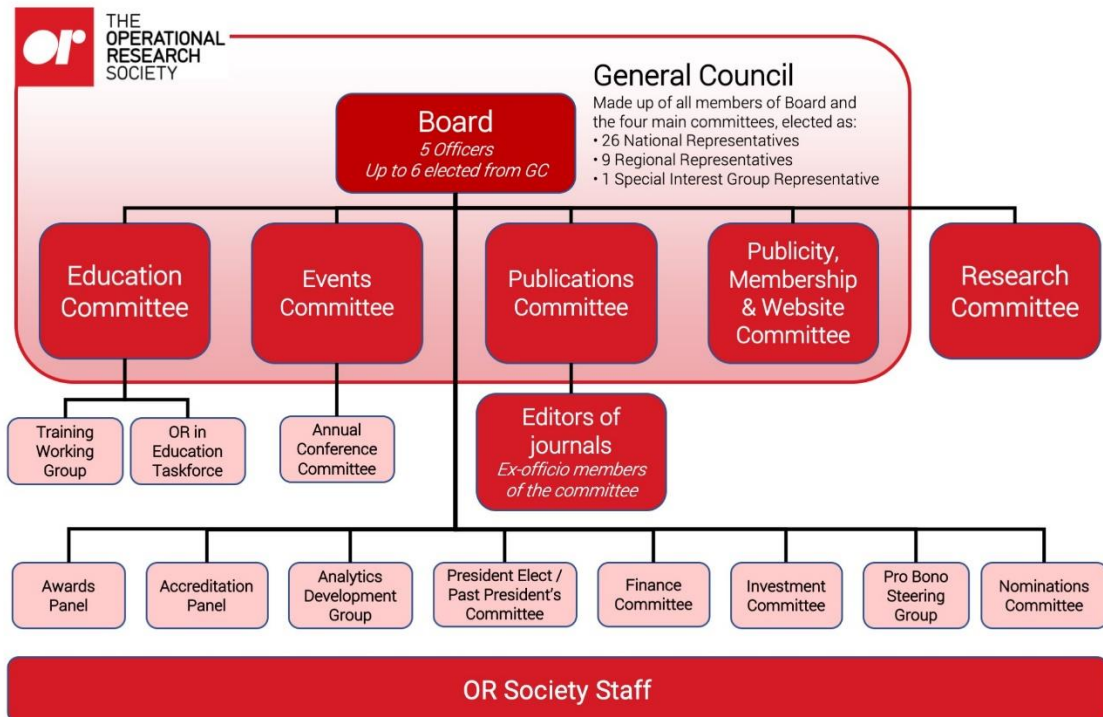 or
THE
OPERATIONAL
RESEARCH
SOCIETY
General Council
Made up of all members of Board and
the four main committees, elected as:
• 26 National Representatives
• 9 Regional Representatives
• 1 Special Interest Group Representative
Board
5 Officers
Up to 6 elected from GC
Education
Committee
Events
Committee
Publications
Committee
Publicity,
Membership
& Website
Committee
Research
Committee
Training
Working
Group
OR in
Education
Taskforce
Annual
Conference
Committee
Editors of
journals
Ex-officio members
of the committee
Awards
Panel
Accreditation
Panel
Analytics
Development
Group
President Elect /
Past President's
Committee
Finance
Committee
Investment
Committee
Pro Bono
Steering
Group
Nominations
Committee
OR Society Staff